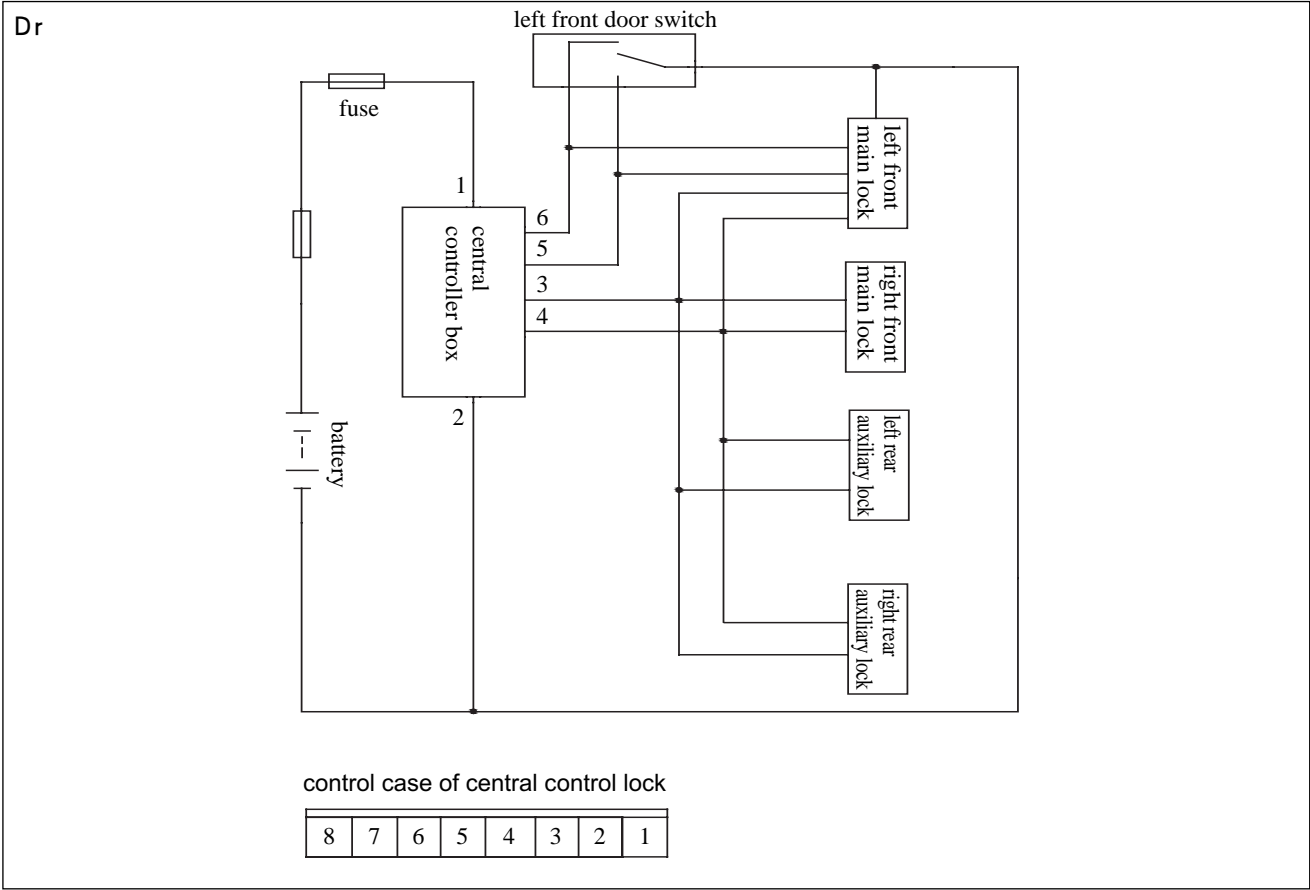 Dr
left front door switch
fuse
1
central
controller box
6
5
3
4
2
battery
left front
main lock
right front
main lock
left rear
auxiliary lock
right rear
auxiliary lock
control case of central control lock
8 7 6 5 4 3 2 1